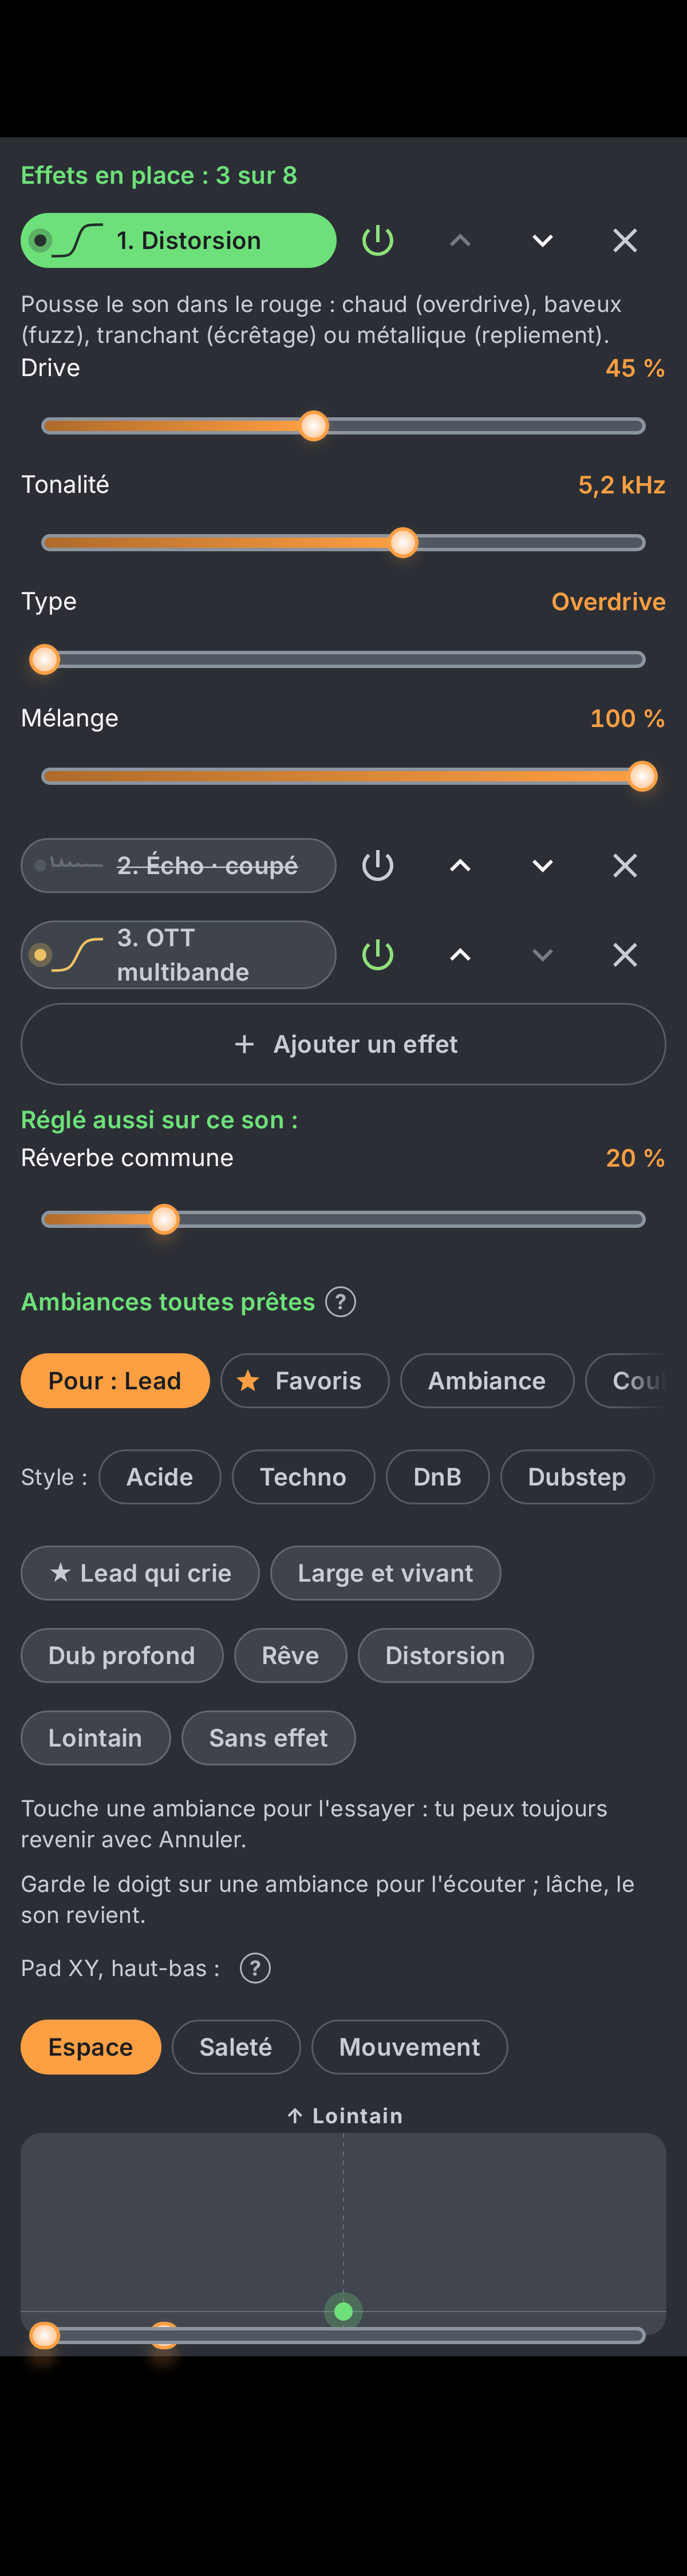 Effets en place : 3 sur 8
1. Distorsion
Pousse le son dans le rouge : chaud (overdrive), baveux
(fuzz), tranchant (écrêtage) ou métallique (repliement).
Drive 45 %
Tonalité 5,2 kHz
Type Overdrive
Mélange 100 %
2. Écho · coupé
3. OTT
multibande
+ Ajouter un effet
Réglé aussi sur ce son :
Réverbe commune 20 %
Ambiances toutes prêtes ?
Pour : Lead ★ Favoris Ambiance
Style : Acide Techno DnB Dubstep
★ Lead qui crie Large et vivant
Dub profond Rêve Distorsion
Lointain Sans effet
Touche une ambiance pour l'essayer : tu peux toujours
revenir avec Annuler.
Garde le doigt sur une ambiance pour l'écouter ; lâche, le
son revient.
Pad XY, haut-bas : ?
Espace Saleté Mouvement
↑ Lointain